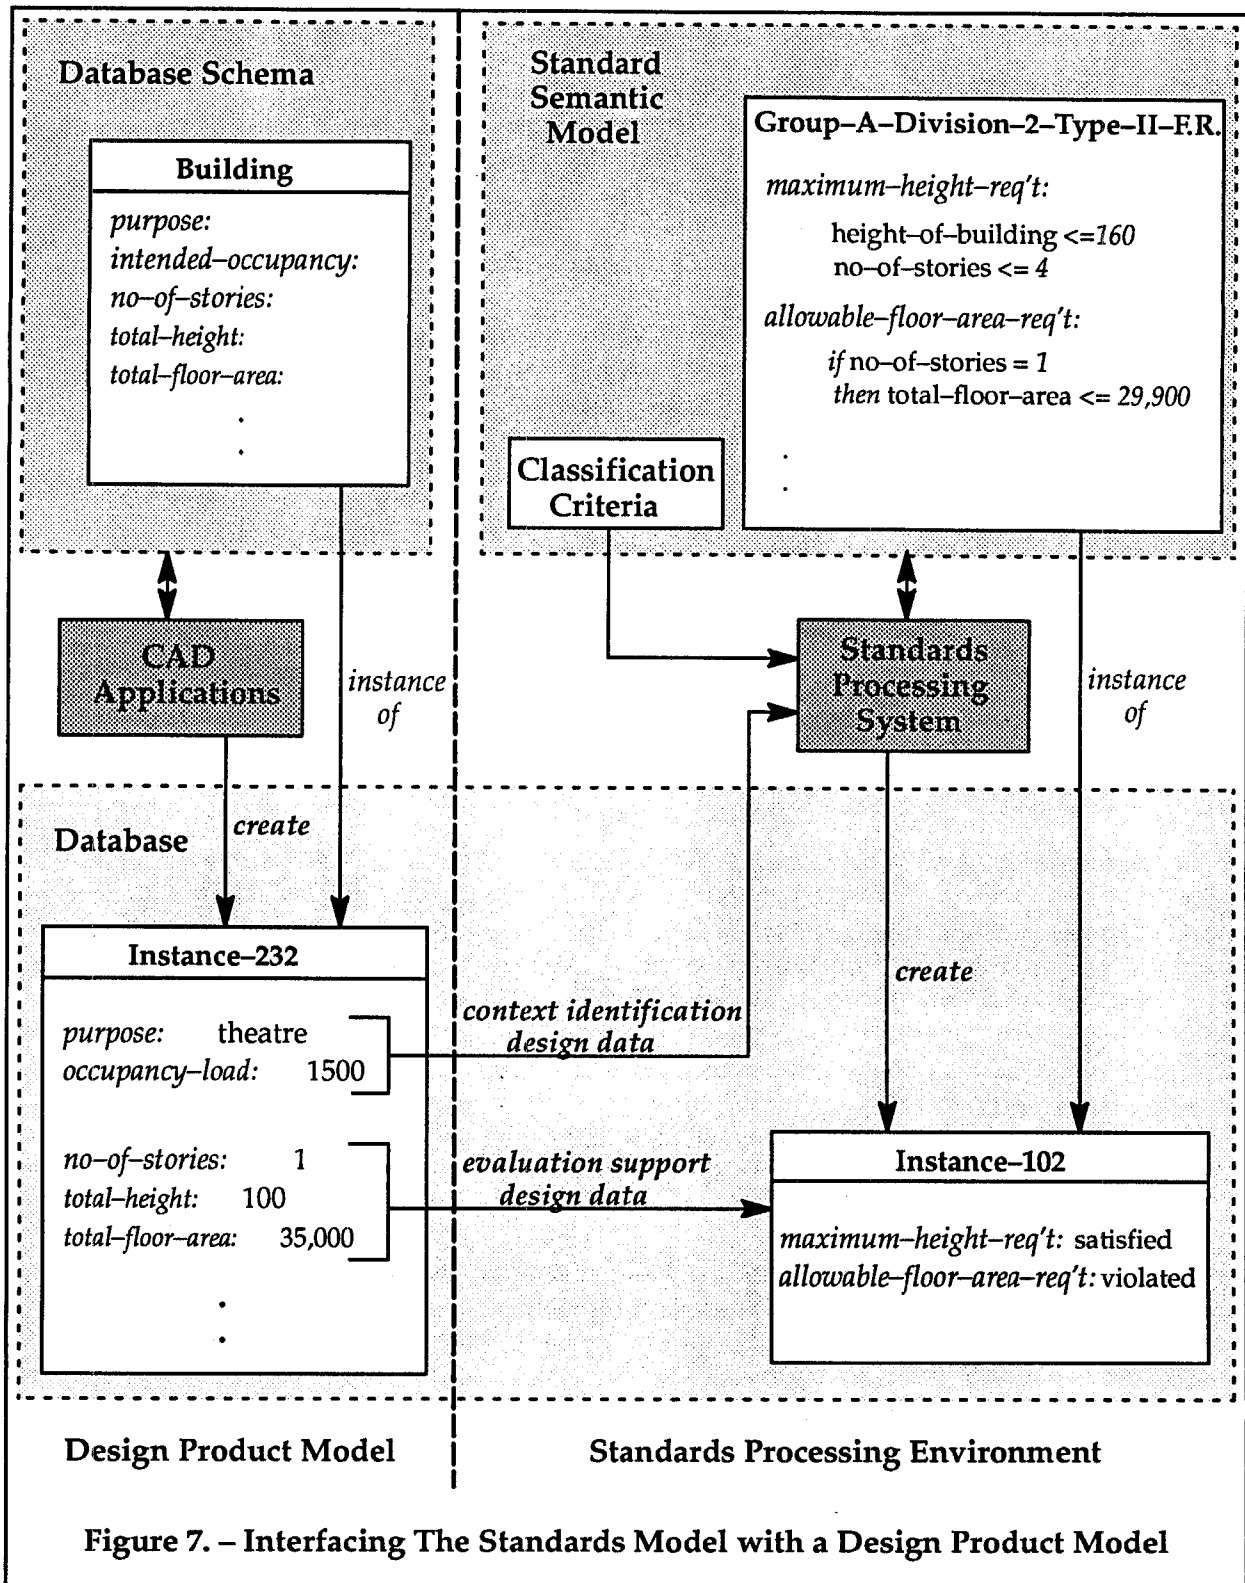 Database Schema
Building
purpose:
intended–occupancy:
no–of–stories:
total–height:
total–floor–area:
.
.
Standard
Semantic
Model
Group–A–Division–2–Type–II–F.R.
maximum–height–req't:
height–of–building <=160
no–of–stories <= 4
allowable–floor–area–req't:
if no–of–stories = 1
then total–floor–area <= 29,900
.
.
Classification
Criteria
CAD
Applications
instance
of
Standards
Processing
System
instance
of
Database
create
Instance–232
purpose: theatre
occupancy–load: 1500
no–of–stories: 1
total–height: 100
total–floor–area: 35,000
.
.
context identification
design data
evaluation support
design data
create
Instance–102
maximum–height–req't: satisfied
allowable–floor–area–req't: violated
Design Product Model
Standards Processing Environment
Figure 7. – Interfacing The Standards Model with a Design Product Model